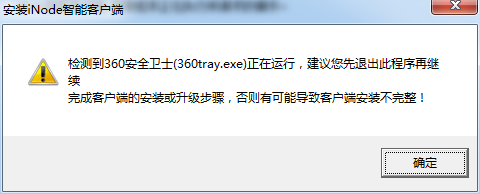 安装iNode智能客户端
检测到360安全卫士(360tray.exe)正在运行，建议您先退出此程序再继
续
完成客户端的安装或升级步骤，否则有可能导致客户端安装不完整！
确定